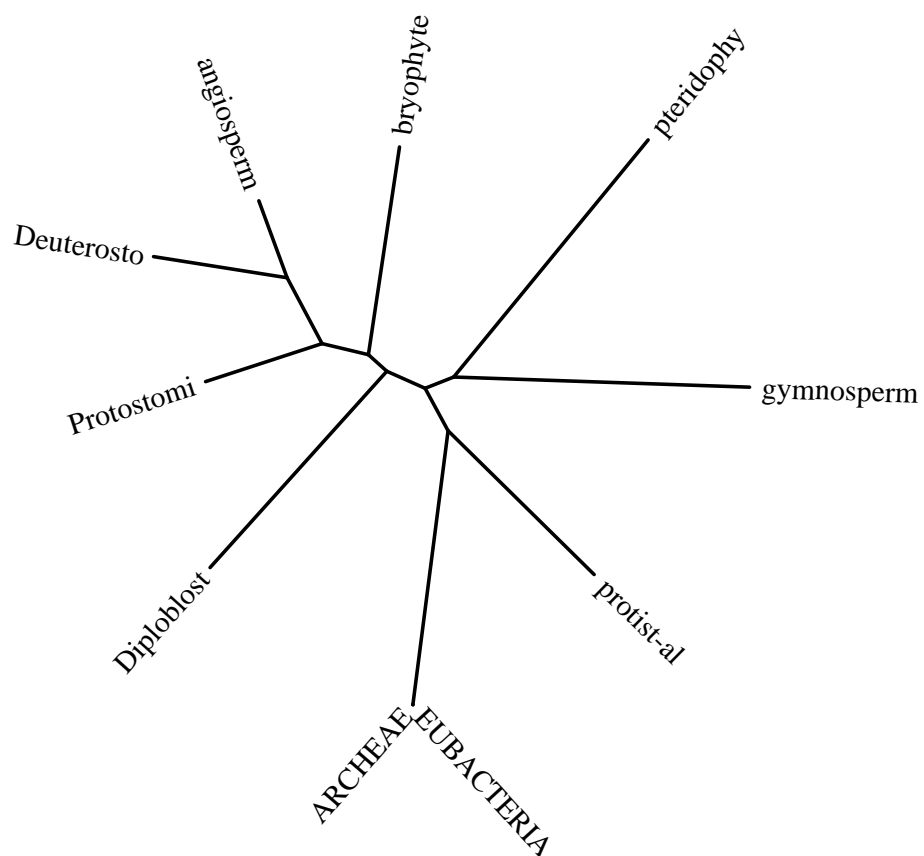 bryophyte
pteridophy
angiosperm
Deuterosto
Protostomi
gymnosperm
Diploblost
protist-al
ARCHEAE
EUBACTERIA